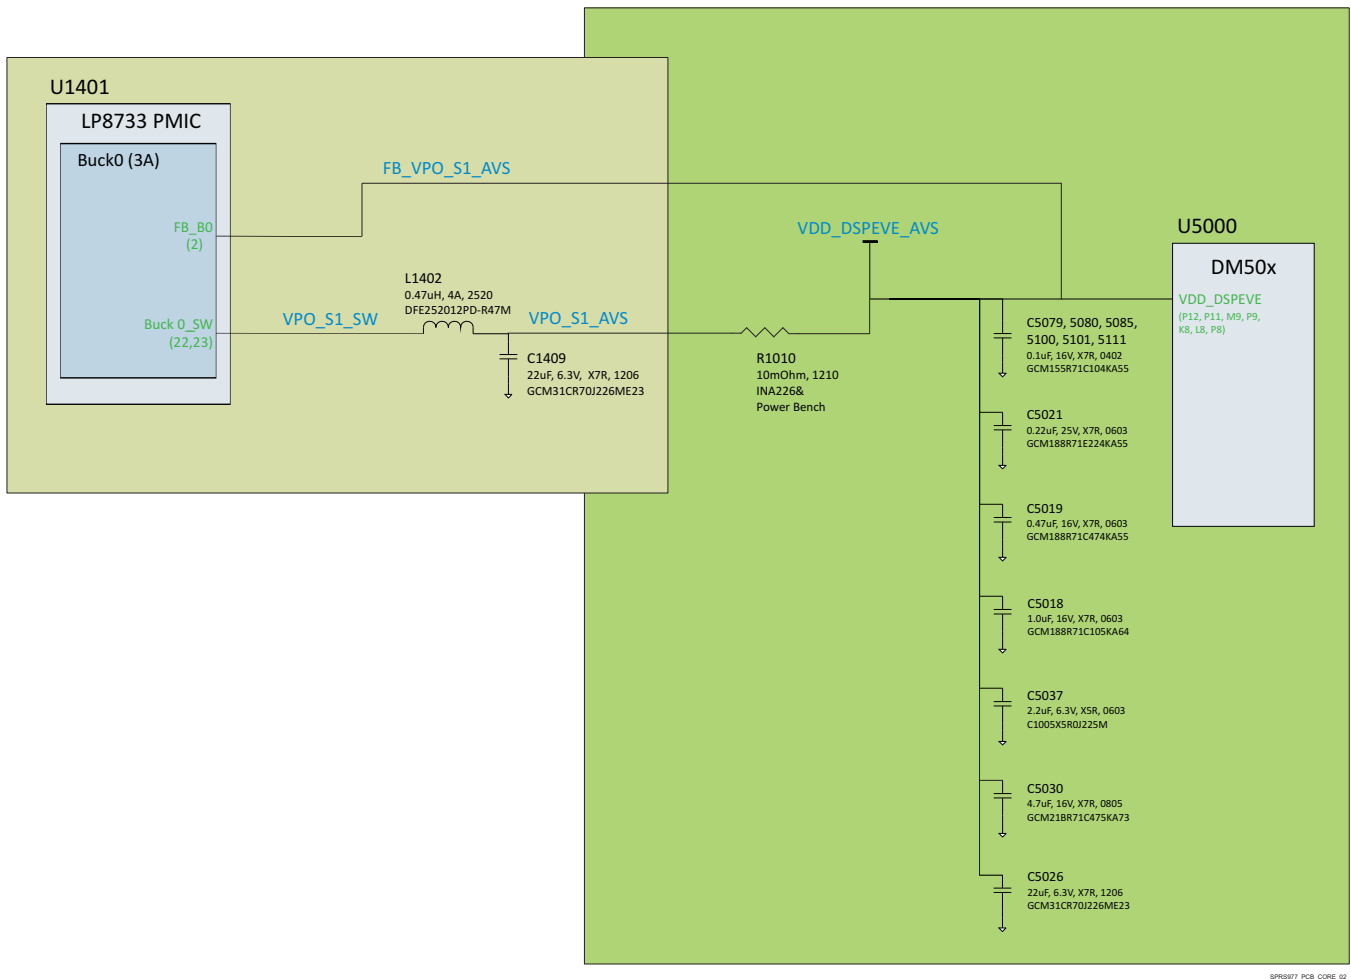 U1401
LP8733 PMIC
Buck0 (3A)
FB_B0
(2)
Buck 0_SW
(22,23)
FB_VPO_S1_AVS
VPO_S1_SW
L1402
0.47uH, 4A, 2520
DFE252012PD-R47M
VPO_S1_AVS
C1409
22uF, 6.3V, X7R, 1206
GCM31CR70J226ME23
VDD_DSPEVE_AVS
R1010
10mOhm, 1210
INA226&
Power Bench
U5000
DM50x
VDD_DSPEVE
(P12, P11, M9, P9,
K8, L8, P8)
C5079, 5080, 5085,
5100, 5101, 5111
0.1uF, 16V, X7R, 0402
GCM155R71C104KA55
C5021
0.22uF, 25V, X7R, 0603
GCM188R71E224KA55
C5019
0.47uF, 16V, X7R, 0603
GCM188R71C474KA55
C5018
1.0uF, 16V, X7R, 0603
GCM188R71C105KA64
C5037
2.2uF, 6.3V, X5R, 0603
C1005X5R0J225M
C5030
4.7uF, 16V, X7R, 0805
GCM21BR71C475KA73
C5026
22uF, 6.3V, X7R, 1206
GCM31CR70J226ME23
SPRS977_PCB_CORE_02